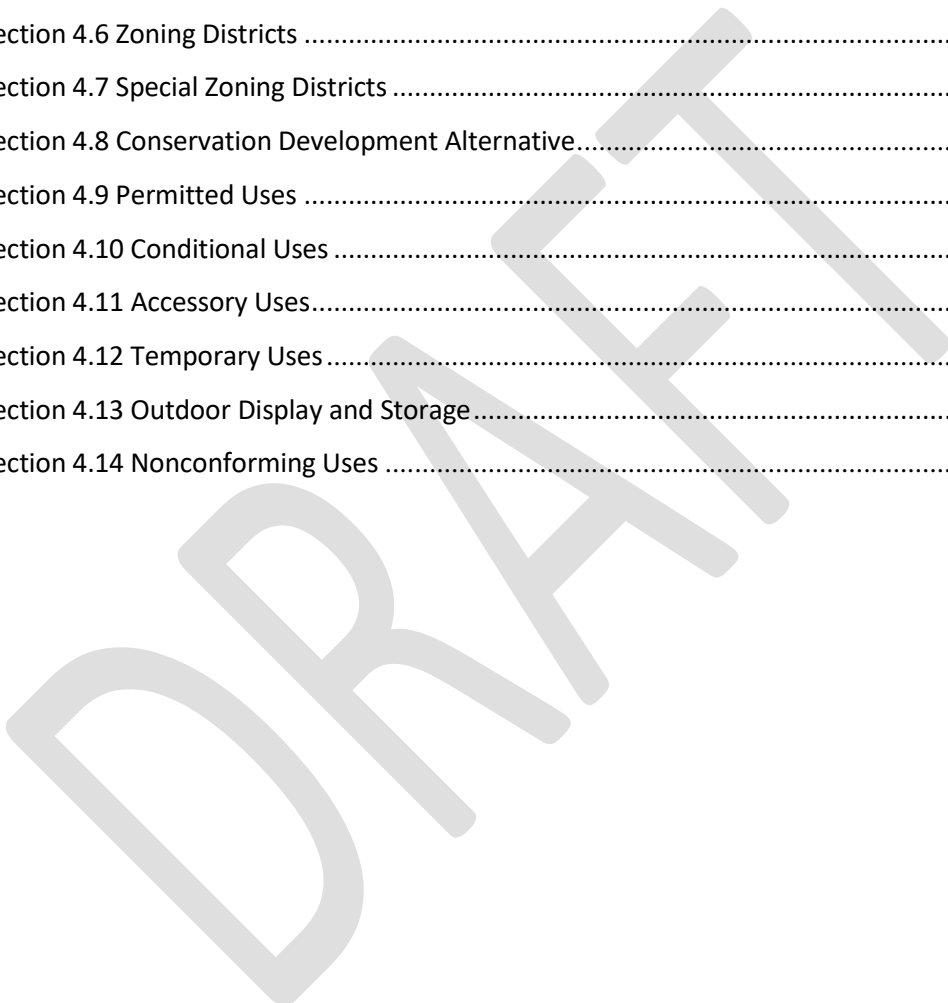 ection 4.6 Zoning Districts ....................................................................................
ection 4.7 Special Zoning Districts ........................................................................
ection 4.8 Conservation Development Alternative................................................
ection 4.9 Permitted Uses ....................................................................................
ection 4.10 Conditional Uses ................................................................................
ection 4.11 Accessory Uses...................................................................................
ection 4.12 Temporary Uses .................................................................................
ection 4.13 Outdoor Display and Storage..............................................................
ection 4.14 Nonconforming Uses .........................................................................
DRAFT